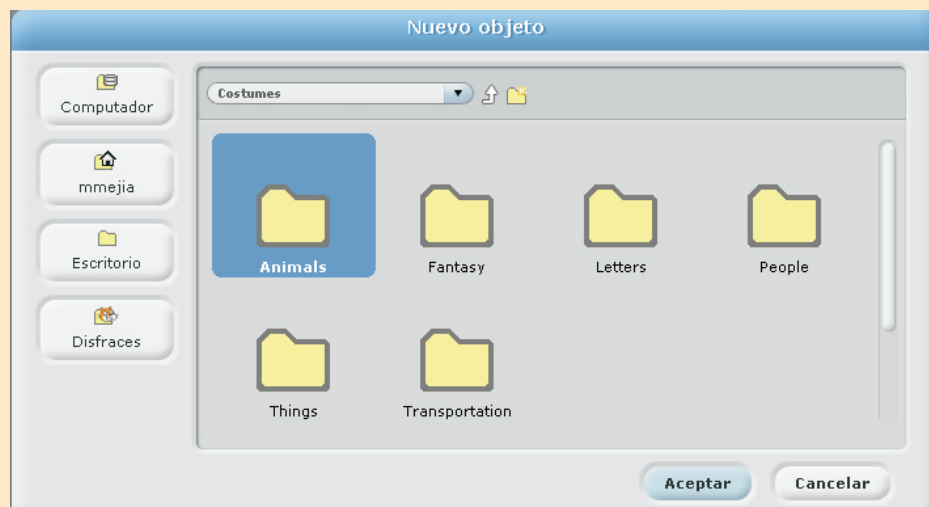 Nuevo objeto
Computador
mmejia
Escritorio
Disfraces
Costumes
Animals
Fantasy
Letters
People
Things
Transportation
Aceptar
Cancelar